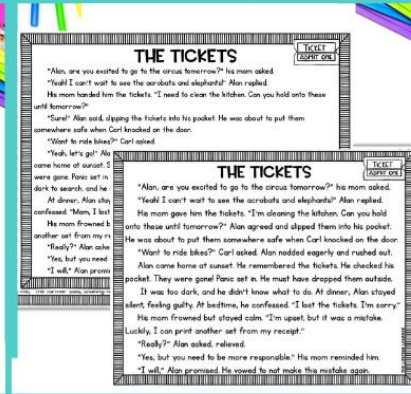 THE TICKETS
TICKET
ADMIT ONE
"Alan, are you excited to go to the circus tomorrow?" his mom asked.
"Yeah! I can't wait to see the acrobats and elephants!" Alan replied.
His mom handed him the tickets. "I need to clean the kitchen. Can you hold onto these
until tomorrow?"
"Sure!" Alan said, slipping the tickets into his pocket. He was about to put them
somewhere safe when Carl knocked on the door.
"Want to ride bikes?" Carl asked.
"Yeah, let's go!"
came home at sunset.
were gone. Panic set in
dark to search, and he
At dinner, Alan
confessed. "Mom, I
His mom frowned
another set from my
"Really?" Alan
"Yes, but you need
"I will," Alan
THE TICKETS
TICKET
ADMIT ONE
"Alan, are you excited to go to the circus tomorrow?" his mom asked.
"Yeah! I can't wait to see the acrobats and elephants!" Alan replied.
His mom gave him the tickets. "I'm cleaning the kitchen. Can you hold
onto these until tomorrow?" Alan agreed and slipped them into his pocket.
He was about to put them somewhere safe when Carl knocked on the door.
"Want to ride bikes?" Carl asked. Alan nodded eagerly and rushed out.
Alan came home at sunset. He remembered the tickets. He checked his
pocket. They were gone! Panic set in. He must have dropped them outside.
It was too dark, and he didn't know what to do. At dinner, Alan stayed
silent, feeling guilty. At bedtime, he confessed. "I lost the tickets. I'm sorry."
His mom frowned but stayed calm. "I'm upset, but it was a mistake.
Luckily, I can print another set from my receipt."
"Really?" Alan asked, relieved.
"Yes, but you need to be more responsible." His mom reminded him.
"I will," Alan promised. He vowed to not make this mistake again.